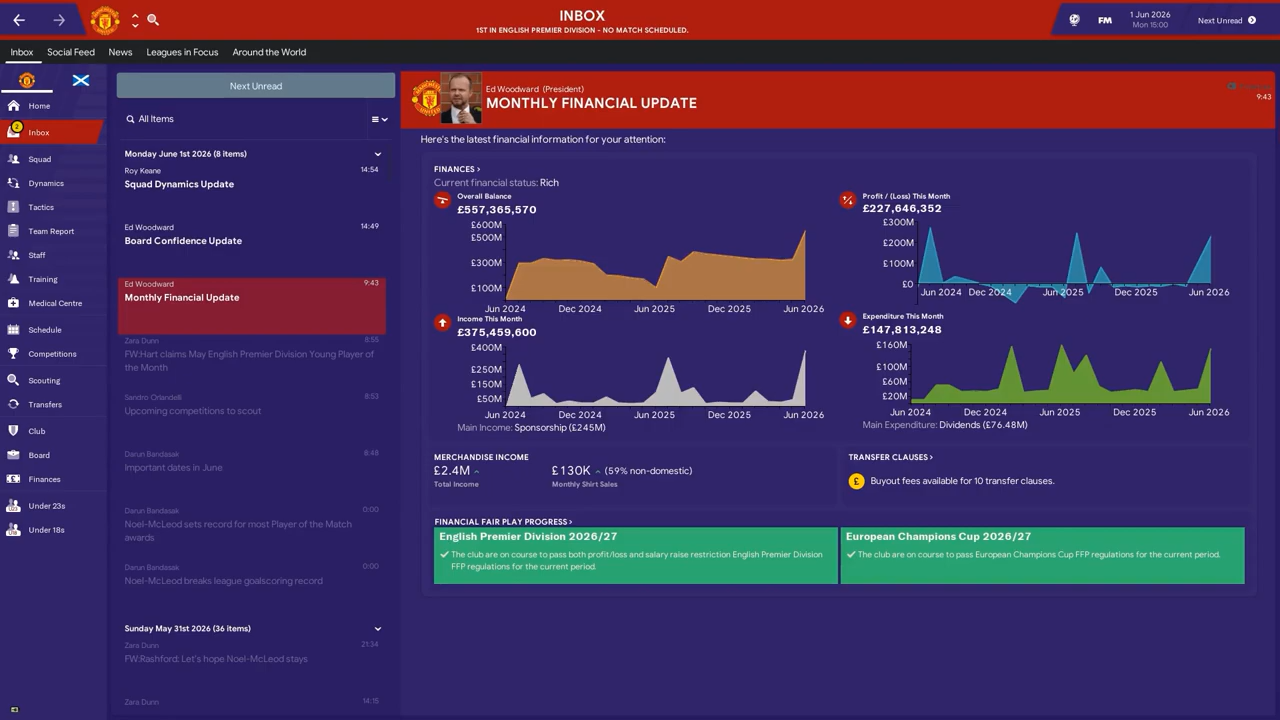 INBOX
1ST IN ENGLISH PREMIER DIVISION - NO MATCH SCHEDULED.
FM
1 Jun 2026
Mon 15:00
Next Unread
Inbox
Social Feed
News
Leagues in Focus
Around the World
Home
2
Inbox
Squad
Dynamics
Tactics
Team Report
Staff
Training
Medical Centre
Schedule
Competitions
Scouting
Transfers
Club
Board
Finances
Under 23s
Under 18s
Next Unread
All Items
Monday June 1st 2026 (8 items)
Roy Keane 14:54
Squad Dynamics Update
Ed Woodward 14:49
Board Confidence Update
Ed Woodward 9:43
Monthly Financial Update
Zara Dunn 8:55
FW:Hart claims May English Premier Division Young Player of
the Month
Sandro Orlandelli 8:53
Upcoming competitions to scout
Darun Bandasak 8:48
Important dates in June
Darun Bandasak 0:00
Noel-McLeod sets record for most Player of the Match
awards
Darun Bandasak 0:00
Noel-McLeod breaks league goalscoring record
Sunday May 31st 2026 (36 items)
Zara Dunn 21:34
FW:Rashford: Let's hope Noel-McLeod stays
Zara Dunn 14:15
Ed Woodward (President)
MONTHLY FINANCIAL UPDATE
9:43
Here's the latest financial information for your attention:
FINANCES >
Current financial status: Rich
Overall Balance
£557,365,570
£600M
£500M
£300M
£100M
Jun 2024 Dec 2024 Jun 2025 Dec 2025 Jun 2026
Profit / (Loss) This Month
£227,646,352
£300M
£200M
£100M
£0
Jun 2024 Dec 2024 Jun 2025 Dec 2025 Jun 2026
Income This Month
£375,459,600
£400M
£250M
£150M
£50M
Jun 2024 Dec 2024 Jun 2025 Dec 2025 Jun 2026
Main Income: Sponsorship (£245M)
Expenditure This Month
£147,813,248
£160M
£100M
£60M
£20M
Jun 2024 Dec 2024 Jun 2025 Dec 2025 Jun 2026
Main Expenditure: Dividends (£76.48M)
MERCHANDISE INCOME
£2.4M
Total Income
£130K (59% non-domestic)
Monthly Shirt Sales
TRANSFER CLAUSES >
£
Buyout fees available for 10 transfer clauses.
FINANCIAL FAIR PLAY PROGRESS >
English Premier Division 2026/27
The club are on course to pass both profit/loss and salary raise restriction English Premier Division
FFP regulations for the current period.
European Champions Cup 2026/27
The club are on course to pass European Champions Cup FFP regulations for the current period.